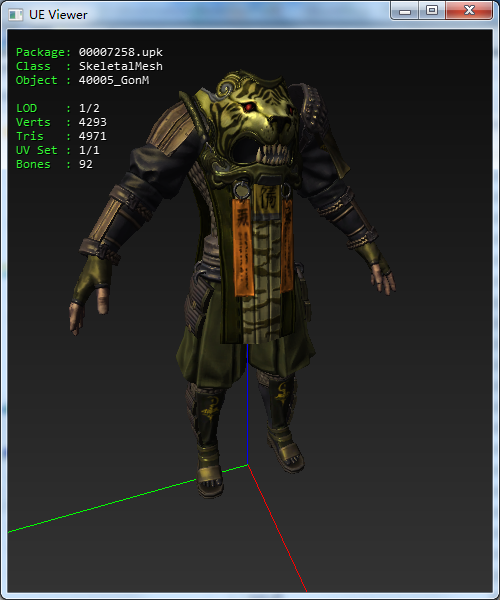 UE Viewer
Package: 00007258.upk
Class : SkeletalMesh
Object : 40005_GonM
LOD : 1/2
Verts : 4293
Tris : 4971
UV Set : 1/1
Bones : 92